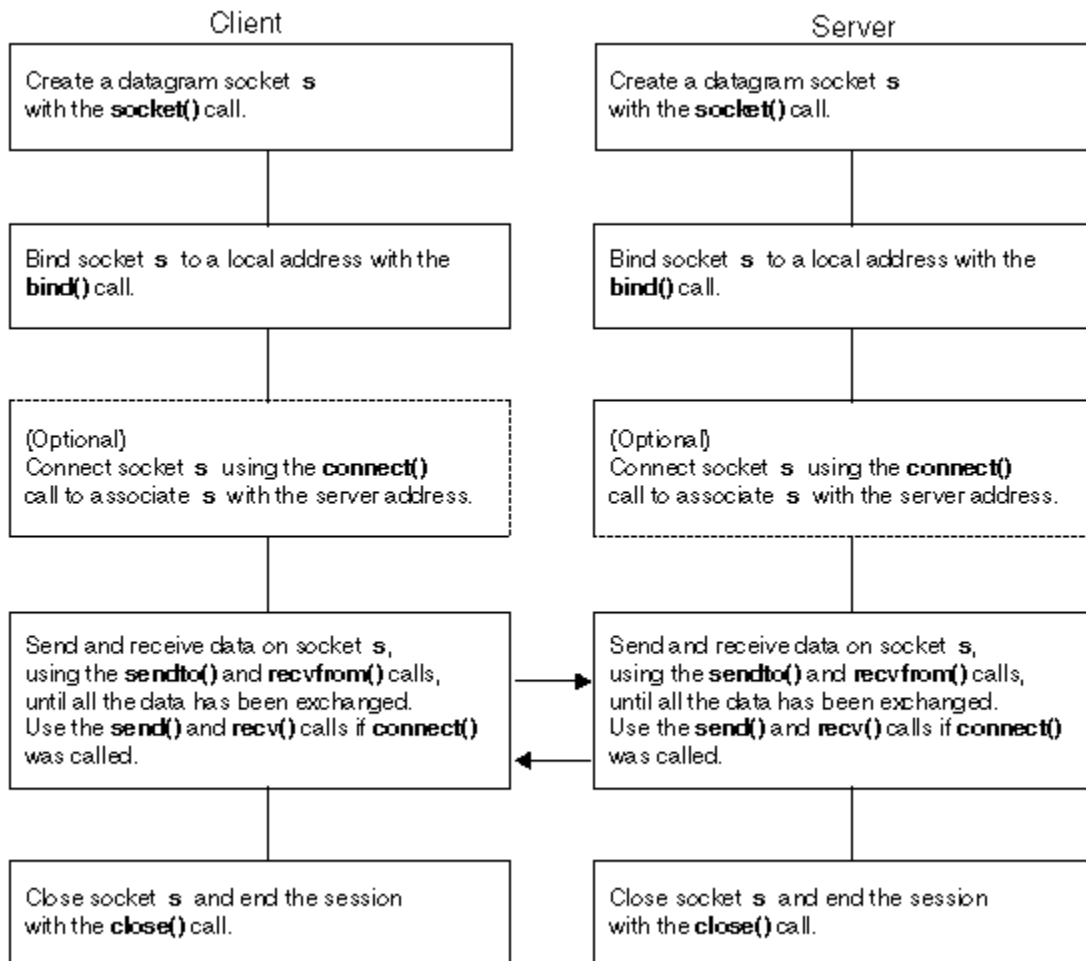 Client
Create a datagram socket s
with the socket() call.
Bind socket s to a local address with the
bind() call.
(Optional)
Connect socket s using the connect()
call to associate s with the server address.
Send and receive data on socket s,
using the sendto() and recvfrom() calls,
until all the data has been exchanged.
Use the send() and recv() calls if connect()
was called.
Close socket s and end the session
with the close() call.
Server
Create a datagram socket s
with the socket() call.
Bind socket s to a local address with the
bind() call.
(Optional)
Connect socket s using the connect()
call to associate s with the server address.
Send and receive data on socket s,
using the sendto() and recvfrom() calls,
until all the data has been exchanged.
Use the send() and recv() calls if connect()
was called.
Close socket s and end the session
with the close() call.